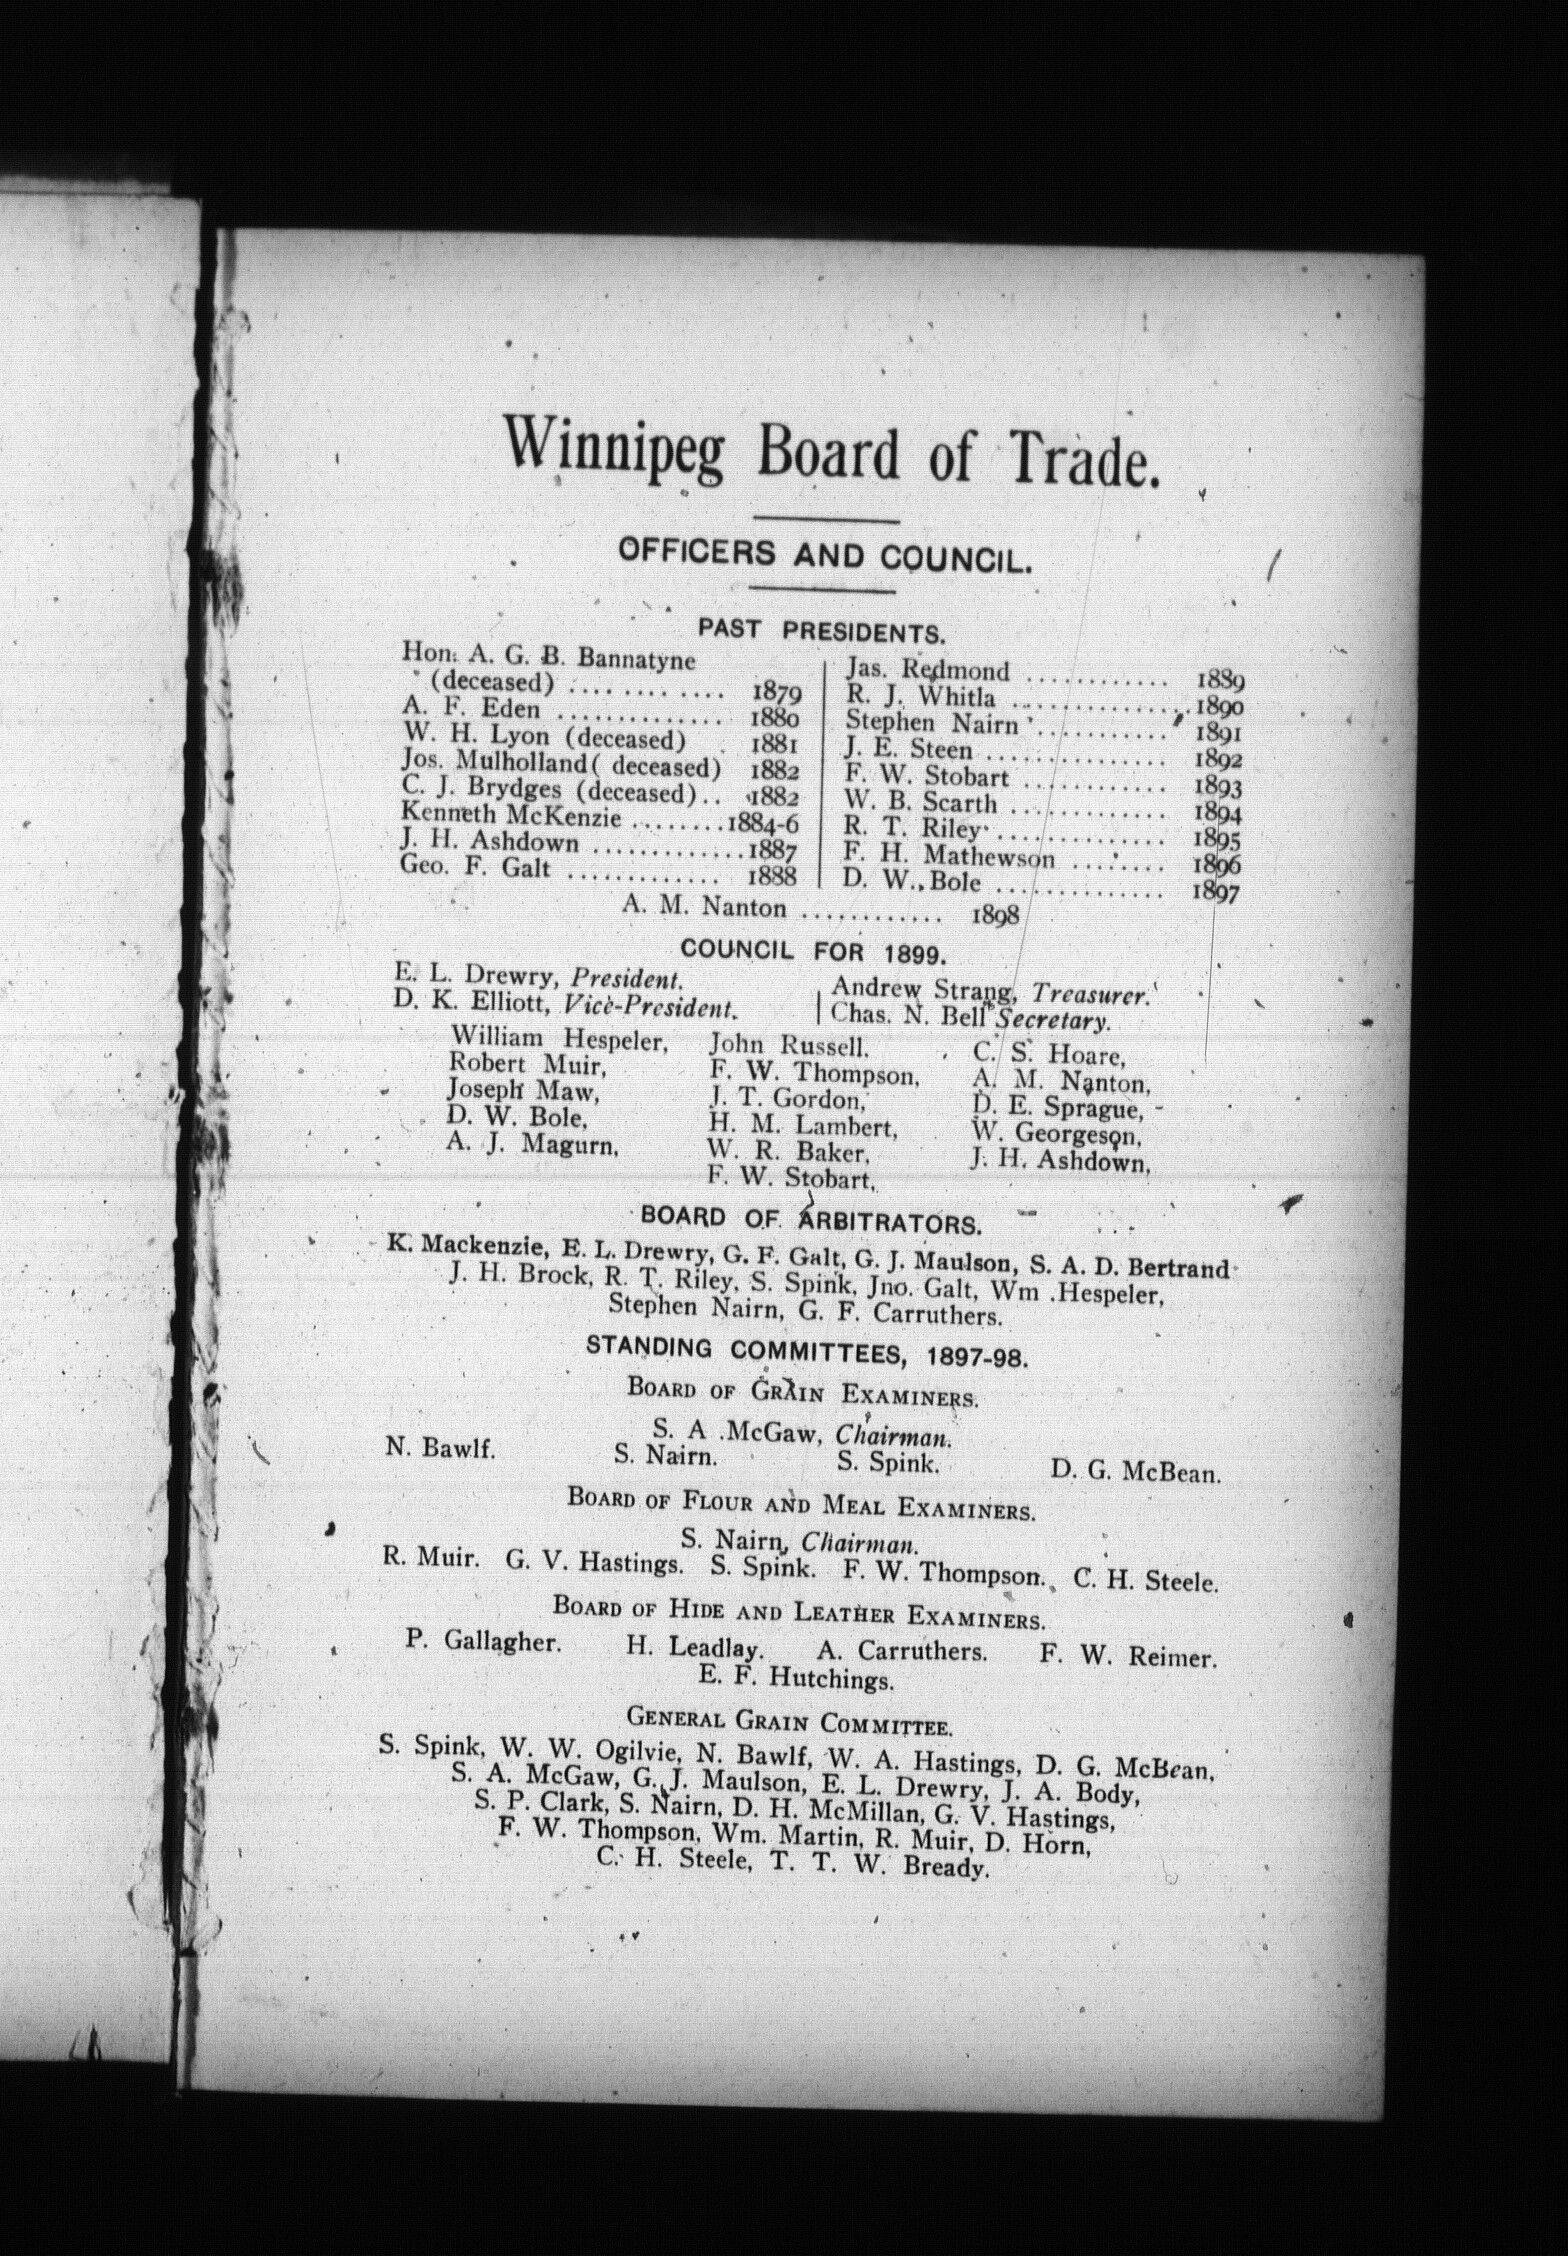 Winnipeg Board of Trade.
OFFICERS AND COUNCIL.
PAST PRESIDENTS.
Hon. A. G. B. Bannatyne
(deceased) ............ 1879
A. F. Eden .............. 1880
W. H. Lyon (deceased) . 1881
Jos. Mulholland( deceased) 1882
C. J. Brydges (deceased).. 1882
Kenneth McKenzie ........1884-6
J. H. Ashdown .............1887
Geo. F. Galt ............. 1888
Jas. Redmond ............ 1889
R. J. Whitla ...............1890
Stephen Nairn ........... 1891
J. E. Steen ............... 1892
F. W. Stobart ............ 1893
W. B. Scarth ............. 1894
R. T. Riley .............. 1895
F. H. Mathewson ........ 1896
D. W. Bole .............. 1897
A. M. Nanton ............ 1898
COUNCIL FOR 1899.
E. L. Drewry, President.
D. K. Elliott, Vice-President.
Andrew Strang, Treasurer.
Chas. N. Bell Secretary.
William Hespeler, John Russell. C. S. Hoare,
Robert Muir, F. W. Thompson, A. M. Nanton,
Joseph Maw, J. T. Gordon, D. E. Sprague,
D. W. Bole, H. M. Lambert, W. Georgeson,
A. J. Magurn, W. R. Baker, J. H. Ashdown,
F. W. Stobart,
BOARD OF ARBITRATORS.
K. Mackenzie, E. L. Drewry, G. F. Galt, G. J. Maulson, S. A. D. Bertrand
J. H. Brock, R. T. Riley, S. Spink, Jno. Galt, Wm .Hespeler,
Stephen Nairn, G. F. Carruthers.
STANDING COMMITTEES, 1897-98.
BOARD OF GRAIN EXAMINERS.
S. A .McGaw, Chairman.
N. Bawlf. S. Nairn. S. Spink. D. G. McBean.
BOARD OF FLOUR AND MEAL EXAMINERS.
S. Nairn, Chairman.
R. Muir. G. V. Hastings. S. Spink. F. W. Thompson. C. H. Steele.
BOARD OF HIDE AND LEATHER EXAMINERS.
P. Gallagher. H. Leadlay. A. Carruthers. F. W. Reimer.
E. F. Hutchings.
GENERAL GRAIN COMMITTEE.
S. Spink, W. W. Ogilvie, N. Bawlf, W. A. Hastings, D. G. McBean,
S. A. McGaw, G. J. Maulson, E. L. Drewry, J. A. Body,
S. P. Clark, S. Nairn, D. H. McMillan, G. V. Hastings,
F. W. Thompson, Wm. Martin, R. Muir, D. Horn,
C. H. Steele, T. T. W. Bready.